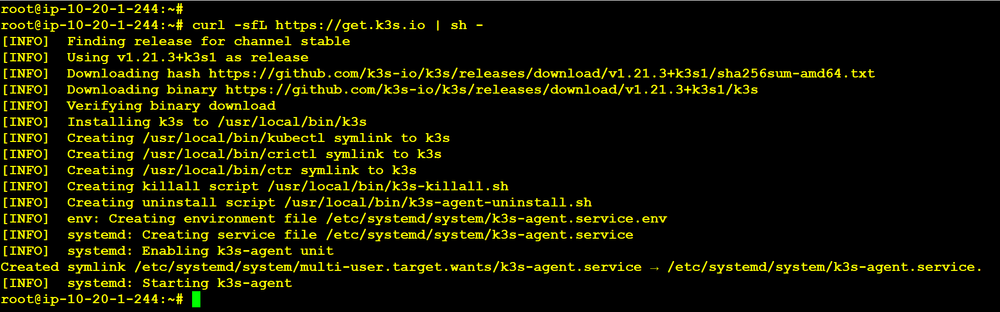 root@ip-10-20-1-244:~#
root@ip-10-20-1-244:~# curl -sfL https://get.k3s.io | sh -
[INFO]  Finding release for channel stable
[INFO]  Using v1.21.3+k3s1 as release
[INFO]  Downloading hash https://github.com/k3s-io/k3s/releases/download/v1.21.3+k3s1/sha256sum-amd64.txt
[INFO]  Downloading binary https://github.com/k3s-io/k3s/releases/download/v1.21.3+k3s1/k3s
[INFO]  Verifying binary download
[INFO]  Installing k3s to /usr/local/bin/k3s
[INFO]  Creating /usr/local/bin/kubectl symlink to k3s
[INFO]  Creating /usr/local/bin/crictl symlink to k3s
[INFO]  Creating /usr/local/bin/ctr symlink to k3s
[INFO]  Creating killall script /usr/local/bin/k3s-killall.sh
[INFO]  Creating uninstall script /usr/local/bin/k3s-agent-uninstall.sh
[INFO]  env: Creating environment file /etc/systemd/system/k3s-agent.service.env
[INFO]  systemd: Creating service file /etc/systemd/system/k3s-agent.service
[INFO]  systemd: Enabling k3s-agent unit
Created symlink /etc/systemd/system/multi-user.target.wants/k3s-agent.service → /etc/systemd/system/k3s-agent.service.
[INFO]  systemd: Starting k3s-agent
root@ip-10-20-1-244:~#